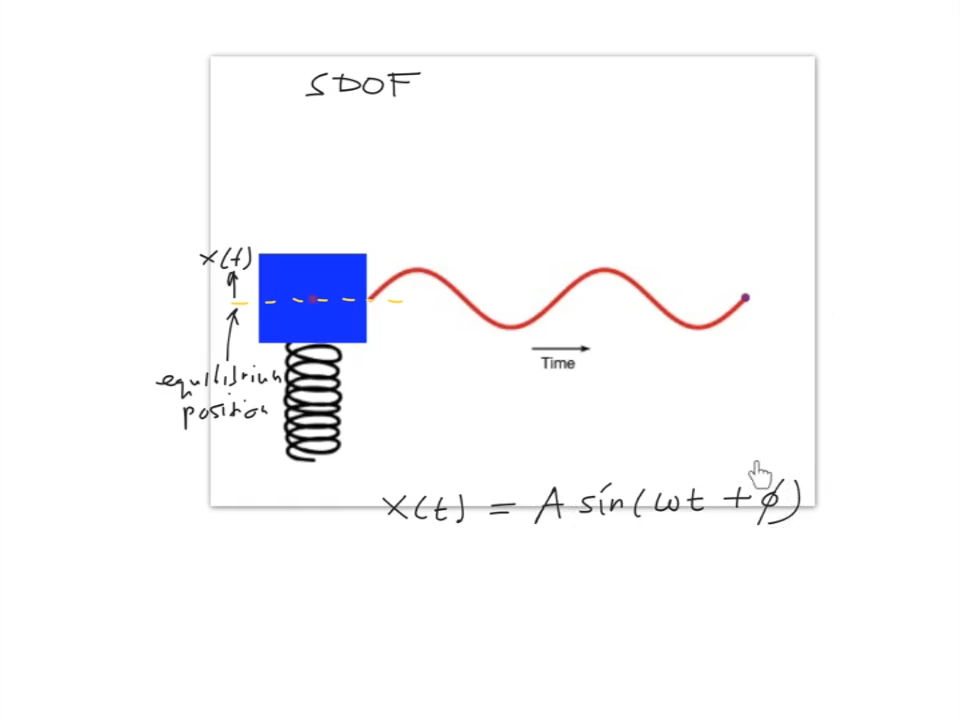 SDOF
x(t)
Time
equilibrium
position
x(t) = A sin(ωt + ϕ)